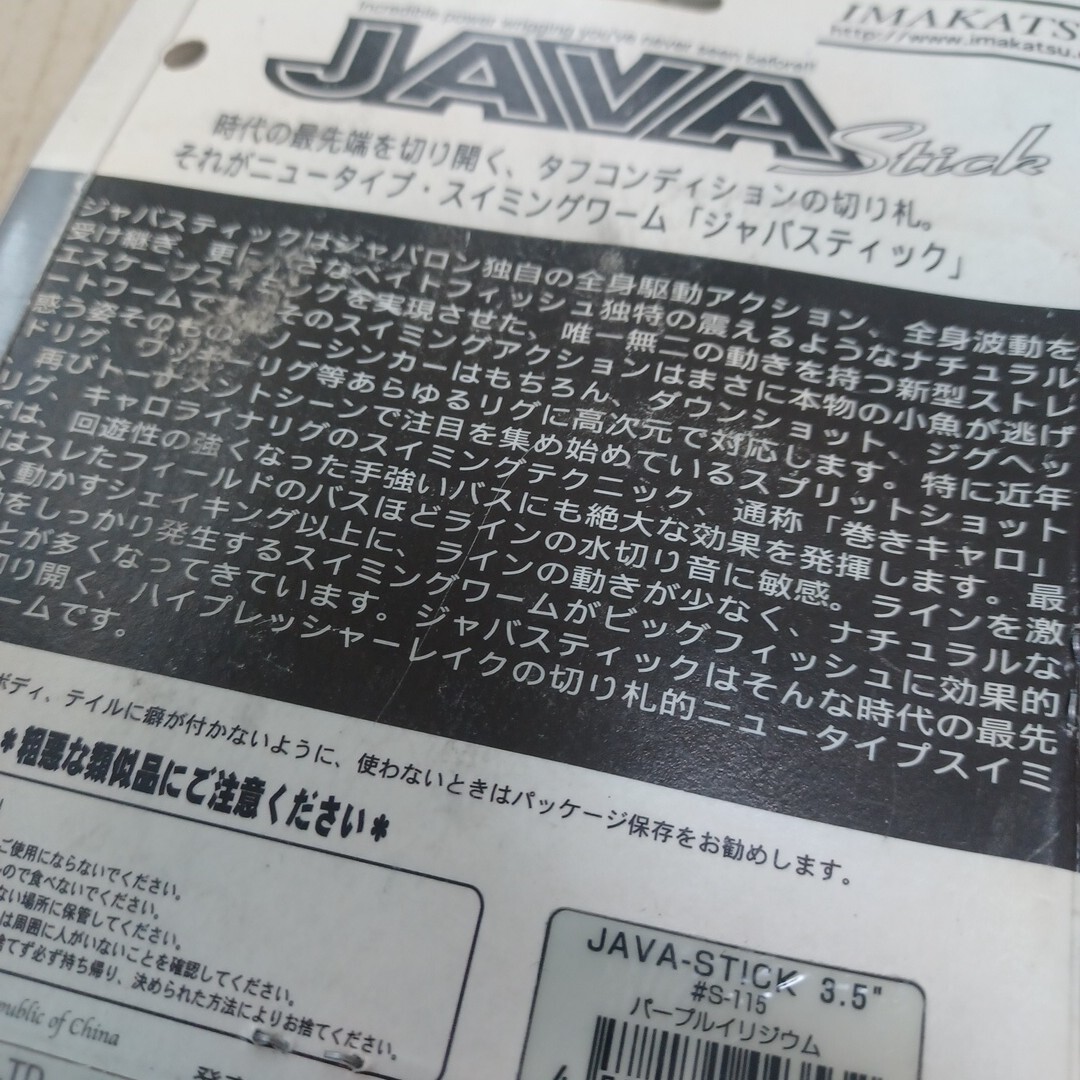 Incredible power swigging you've never seen before!!
IMAKATS
http://www.imakatsu.
JAVA Stick
時代の最先端を切り開く、タフコンディションの切り札。
それがニュータイプ・スイミングワーム「ジャバスティック」
ジャバスティックはジャバロン独自の全身駆動アクション、全身波動を
受け継ぎ、更に小さなベイトフィッシュ独特の震えるようなナチュラル
エスケープスイミングを実現させた、唯一無二の動きを持つ新型ストレ
ートワームで そのスイミングアクションはまさに本物の小魚が逃げ
惑う姿そのもの ノーシンカーはもちろん、ダウンショット、ジグヘッ
ドリグ、ワッキー リグ等あらゆるリグに高次元で対応します。特に近年
、再びトーナメントシーンで注目を集め始めているスプリットショット
リグ、キャロライナリグのスイミングテクニック、通称「巻きキャロ」
では、回遊性の強くなった手強いバスにも絶大な効果を発揮します。最
はスレたフィールドのバスほどラインの水切り音に敏感。ラインを激
く動かすシェイキング以上に、ラインの動きが少なく、ナチュラルな
をしっかり発生するスイミングワームがビッグフィッシュに効果的
とが多くなってきています。ジャバスティックはそんな時代の最先
切り開く、ハイプレッシャーレイクの切り札的ニュータイプスイミ
ームです。
ボディ、テイルに癖が付かないように、使わないときはパッケージ保存をお勧めします。
*粗悪な類似品にご注意ください*
ご使用にならないでください。
ので食べないでください。
ない場所に保管してください。
は周囲に人がいないことを確認してください。
捨てず必ず持ち帰り、決められた方法によりお捨てください。
public of China
JAVA-STICK 3.5"
#S-115
パープルイリジウム